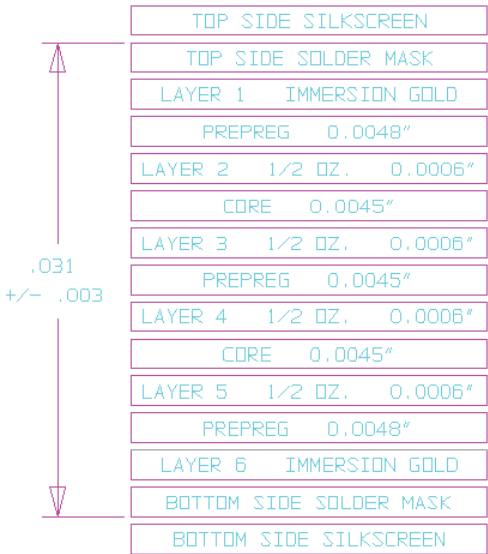 TOP SIDE SILKSCREEN
TOP SIDE SOLDER MASK
LAYER 1 IMMERSION GOLD
PREPREG 0.0048"
LAYER 2 1/2 OZ. 0.0006"
CORE 0.0045"
LAYER 3 1/2 OZ. 0.0006"
.031
+/- .003
PREPREG 0.0045"
LAYER 4 1/2 OZ. 0.0006"
CORE 0.0045"
LAYER 5 1/2 OZ. 0.0006"
PREPREG 0.0048"
LAYER 6 IMMERSION GOLD
BOTTOM SIDE SOLDER MASK
BOTTOM SIDE SILKSCREEN